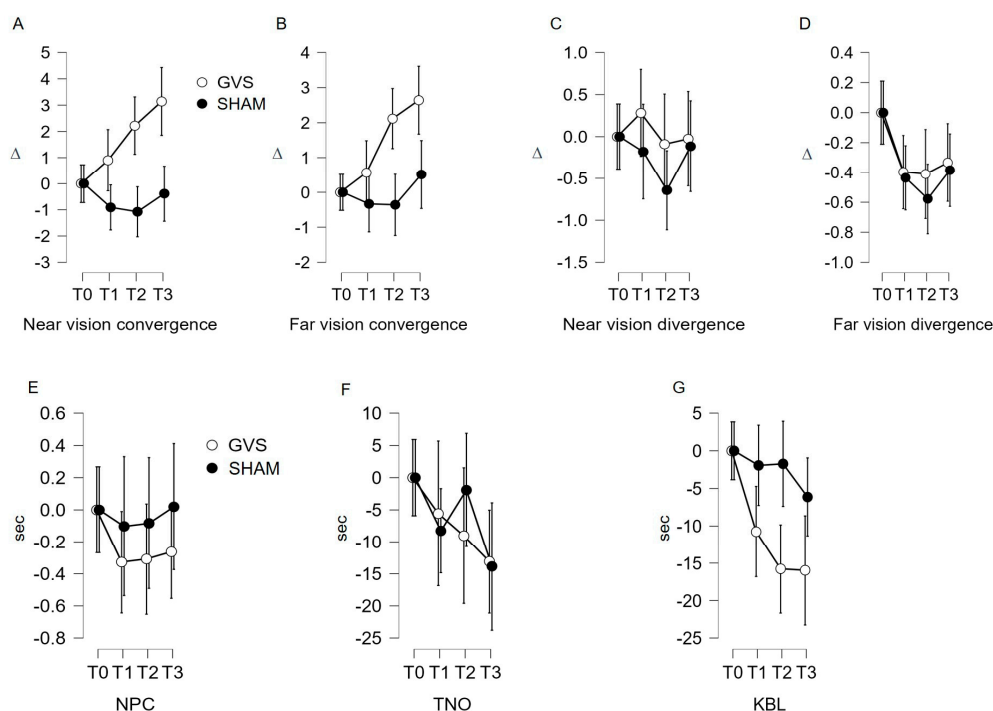 A
B
C
D
5
4
3
2
1
0
-1
-2
-3
Δ
GVS
SHAM
T0 T1 T2 T3
Near vision convergence
4
3
2
1
0
-1
-2
T0 T1 T2 T3
Far vision convergence
1.0
0.5
0.0
-0.5
-1.0
-1.5
Δ
T0 T1 T2 T3
Near vision divergence
0.4
0.2
0.0
-0.2
-0.4
-0.6
-0.8
-1.0
Δ
T0 T1 T2 T3
Far vision divergence
E
F
G
0.6
0.4
0.2
0.0
-0.2
-0.4
-0.6
-0.8
sec
GVS
SHAM
T0 T1 T2 T3
NPC
10
5
0
-5
-10
-15
-20
-25
sec
T0 T1 T2 T3
TNO
5
0
-5
-10
-15
-20
-25
sec
T0 T1 T2 T3
KBL